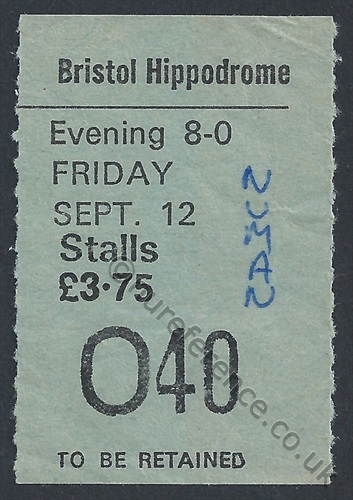 Bristol Hippodrome
Evening 8-0
FRIDAY
SEPT. 12
Stalls
£3·75
NUMAN
O40
TO BE RETAINED